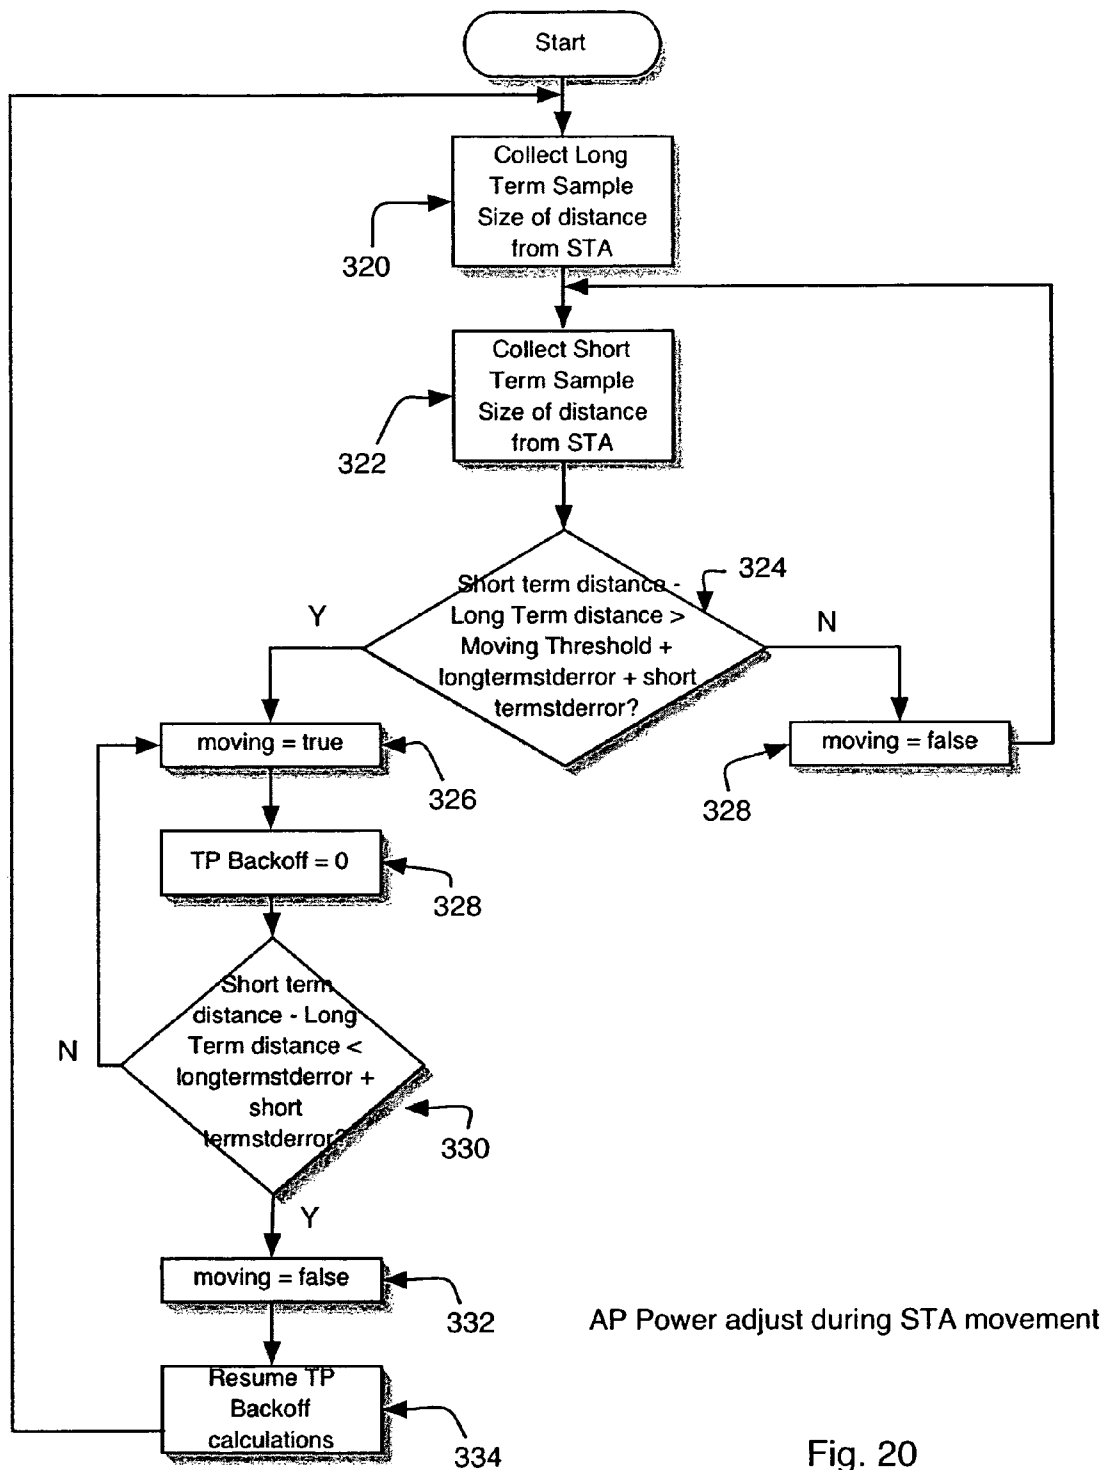 Start
Collect Long
Term Sample
Size of distance
from STA
320
Collect Short
Term Sample
Size of distance
from STA
322
Short term distance -
Long Term distance >
Moving Threshold +
longtermstderror + short
termstderror?
324
Y
N
moving = true
326
moving = false
328
TP Backoff = 0
328
Short term
distance - Long
Term distance <
longtermstderror +
short
termstderror?
330
N
Y
moving = false
332
Resume TP
Backoff
calculations
334
AP Power adjust during STA movement
Fig. 20